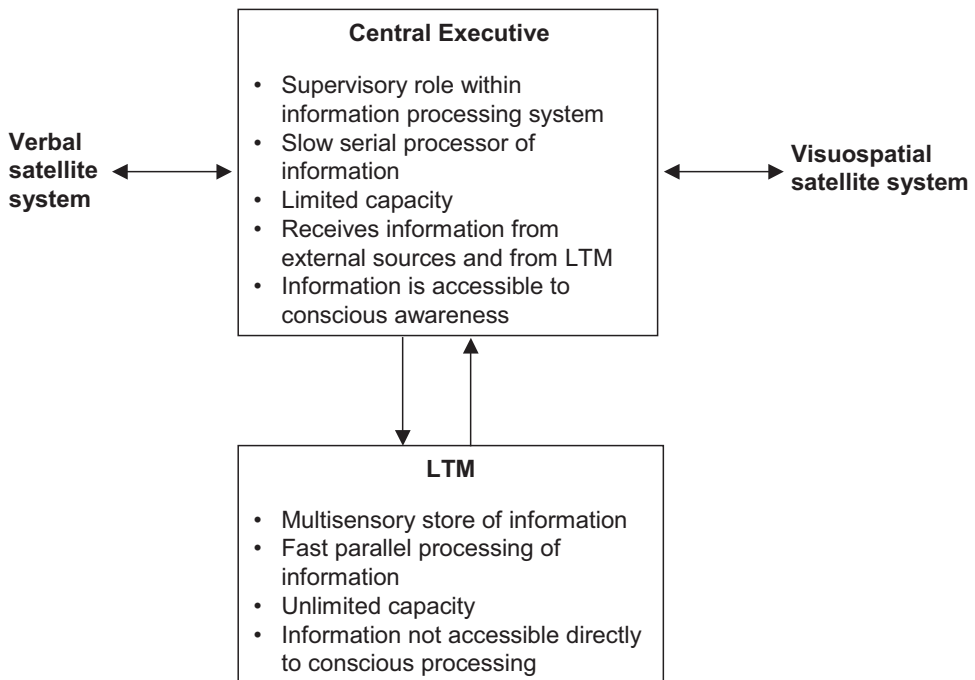 Central Executive
• Supervisory role within
information processing system
• Slow serial processor of
information
• Limited capacity
• Receives information from
external sources and from LTM
• Information is accessible to
conscious awareness
Verbal
satellite
system
Visuospatial
satellite system
LTM
• Multisensory store of information
• Fast parallel processing of
information
• Unlimited capacity
• Information not accessible directly
to conscious processing